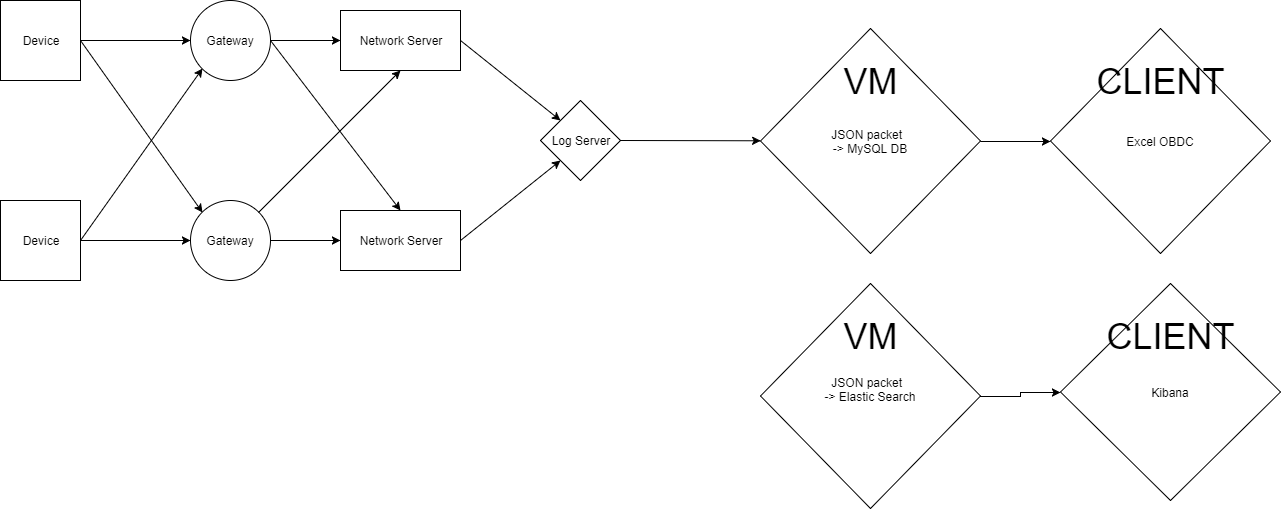 Device
Gateway
Network Server
VM
CLIENT
Log Server
JSON packet
-> MySQL DB
Excel OBDC
Device
Gateway
Network Server
VM
CLIENT
JSON packet
-> Elastic Search
Kibana